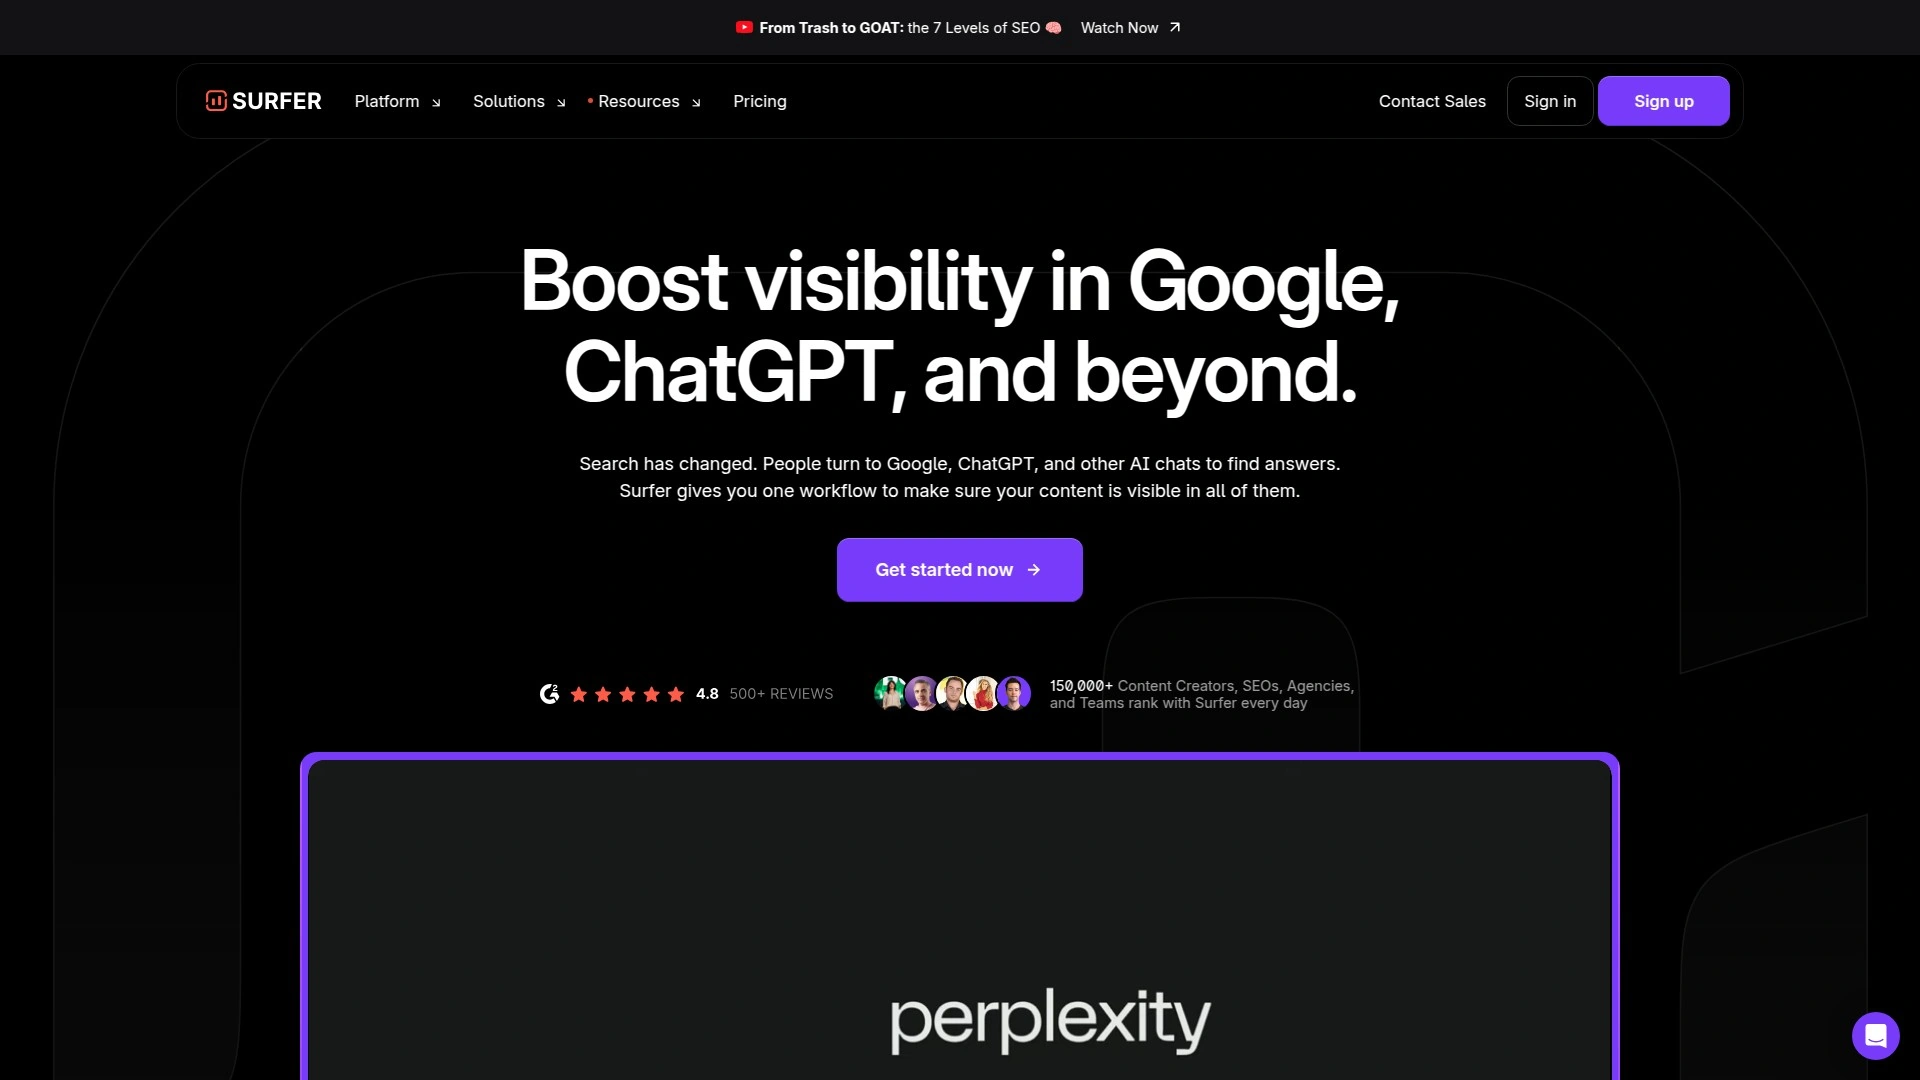 From Trash to GOAT: the 7 Levels of SEO 🧠 Watch Now
SURFER Platform Solutions Resources Pricing Contact Sales Sign in Sign up
Boost visibility in Google,
ChatGPT, and beyond.
Search has changed. People turn to Google, ChatGPT, and other AI chats to find answers.
Surfer gives you one workflow to make sure your content is visible in all of them.
Get started now →
G2 4.8 500+ REVIEWS
150,000+ Content Creators, SEOs, Agencies,
and Teams rank with Surfer every day
perplexity